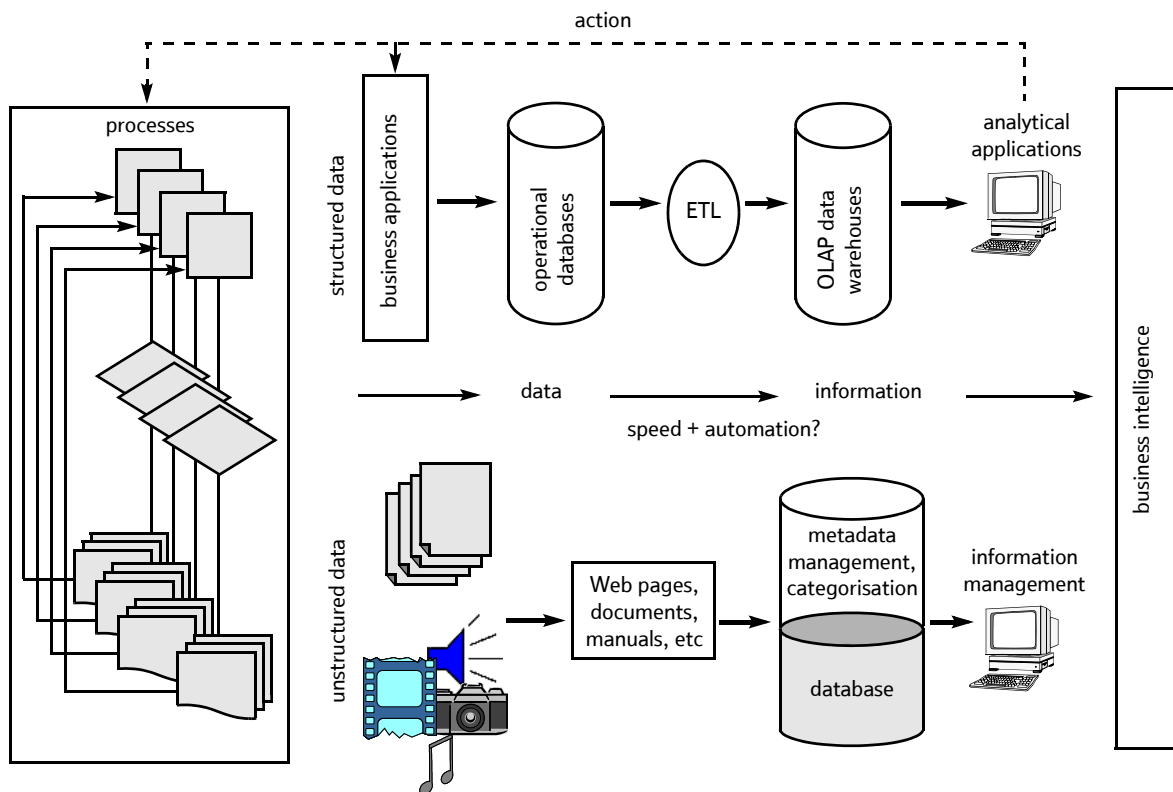 action
processes
structured data
business applications
operational
databases
ETL
OLAP data
warehouses
analytical
applications
data
information
speed + automation?
business intelligence
unstructured data
Web pages,
documents,
manuals, etc
metadata
management,
categorisation
database
information
management